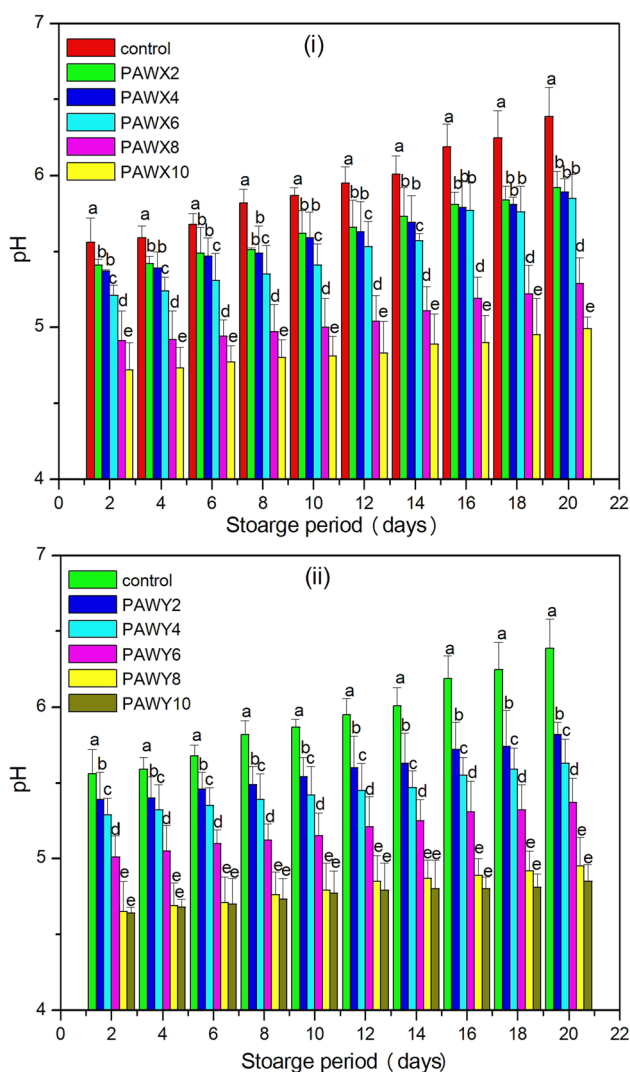 7
(i)
control
PAWX2
PAWX4
PAWX6
PAWX8
PAWX10
6
pH
5
4
a b b c d e
a b b c d e
a b b c d e
a b b c d e
a b b c d e
a b b c d e
a b b c d e
a b b b d e
a b b b d e
a b b b d e
0 2 4 6 8 10 12 14 16 18 20 22
Stoarge period (days)
7
(ii)
control
PAWY2
PAWY4
PAWY6
PAWY8
PAWY10
6
pH
5
4
a b c d e e
a b c d e e
a b c d e e
a b c d e e
a b c d e e
a b c d e e
a b c d e e
a b c d e e
a b c d e e
a b c d e e
0 2 4 6 8 10 12 14 16 18 20 22
Stoarge period (days)